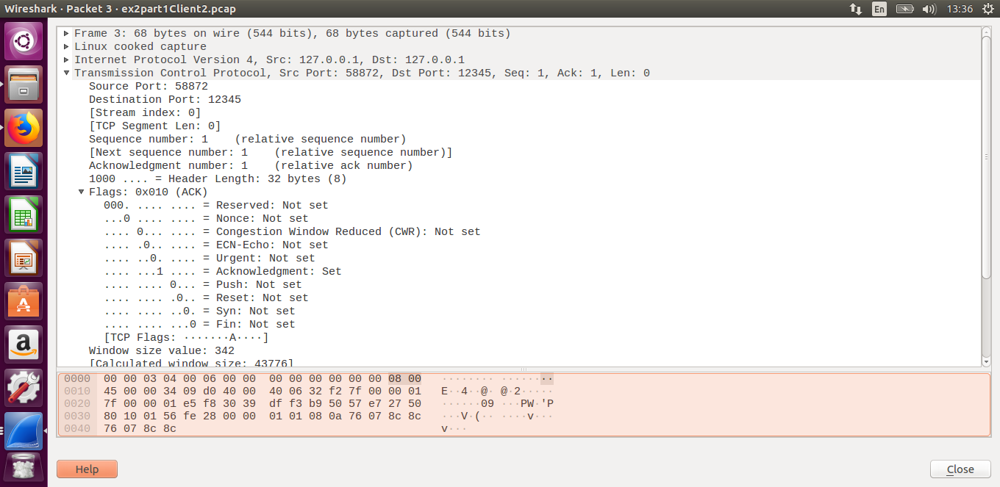 Wireshark · Packet 3 · ex2part1Client2.pcap
En
13:36
Frame 3: 68 bytes on wire (544 bits), 68 bytes captured (544 bits)
Linux cooked capture
Internet Protocol Version 4, Src: 127.0.0.1, Dst: 127.0.0.1
Transmission Control Protocol, Src Port: 58872, Dst Port: 12345, Seq: 1, Ack: 1, Len: 0
Source Port: 58872
Destination Port: 12345
[Stream index: 0]
[TCP Segment Len: 0]
Sequence number: 1    (relative sequence number)
[Next sequence number: 1    (relative sequence number)]
Acknowledgment number: 1    (relative ack number)
1000 .... = Header Length: 32 bytes (8)
Flags: 0x010 (ACK)
000. .... .... = Reserved: Not set
...0 .... .... = Nonce: Not set
.... 0... .... = Congestion Window Reduced (CWR): Not set
.... .0.. .... = ECN-Echo: Not set
.... ..0. .... = Urgent: Not set
.... ...1 .... = Acknowledgment: Set
.... .... 0... = Push: Not set
.... .... .0.. = Reset: Not set
.... .... ..0. = Syn: Not set
.... .... ...0 = Fin: Not set
[TCP Flags: ·······A····]
Window size value: 342
[Calculated window size: 43776]
0000  00 00 03 04 00 06 00 00  00 00 00 00 00 00 08 00   ········ ········
0010  45 00 00 34 09 d0 40 00  40 06 32 f2 7f 00 00 01   E··4··@· @·2·····
0020  7f 00 00 01 e5 f8 30 39  df f3 b9 50 57 e7 27 50   ······09 ···PW·'P
0030  80 10 01 56 fe 28 00 00  01 01 08 0a 76 07 8c 8c   ···V·(·· ····v···
0040  76 07 8c 8c   v···
Help
Close